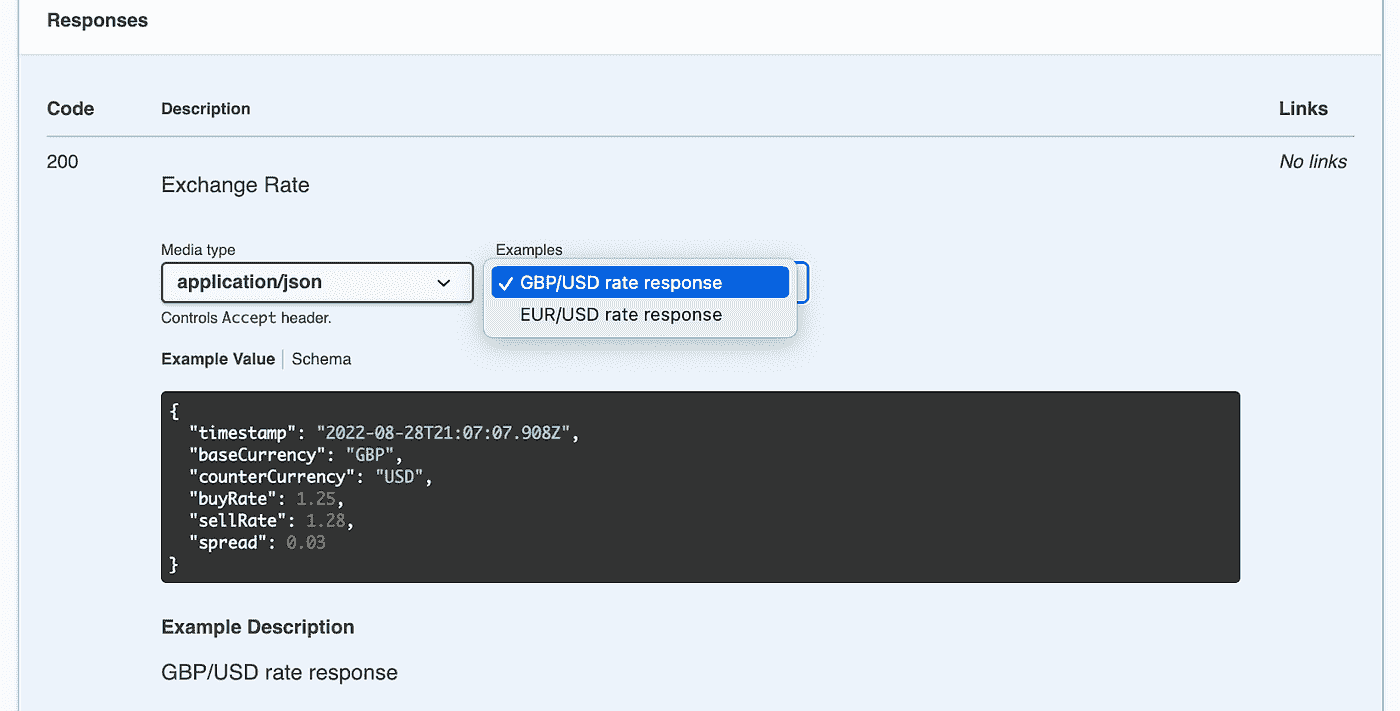 Responses
Code Description Links
200 No links
Exchange Rate
Media type Examples
application/json ✓ GBP/USD rate response
EUR/USD rate response
Controls Accept header.
Example Value | Schema
{
"timestamp": "2022-08-28T21:07:07.908Z",
"baseCurrency": "GBP",
"counterCurrency": "USD",
"buyRate": 1.25,
"sellRate": 1.28,
"spread": 0.03
}
Example Description
GBP/USD rate response